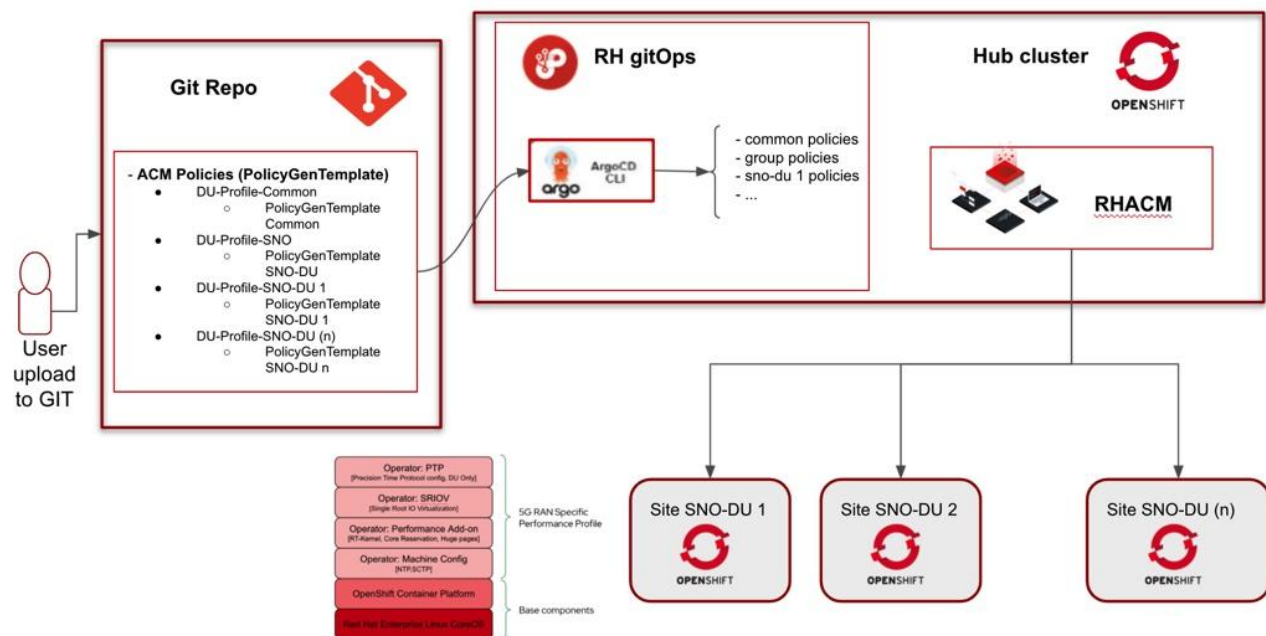 Git Repo
- ACM Policies (PolicyGenTemplate)
● DU-Profile-Common
○ PolicyGenTemplate
Common
● DU-Profile-SNO
○ PolicyGenTemplate
SNO-DU
● DU-Profile-SNO-DU 1
○ PolicyGenTemplate
SNO-DU 1
● DU-Profile-SNO-DU (n)
○ PolicyGenTemplate
SNO-DU n
User
upload
to GIT
RH gitOps
argo
ArgoCD
CLI
- common policies
- group policies
- sno-du 1 policies
- ...
Hub cluster
OPENSHIFT
RHACM
Operator: PTP
[Precision Time Protocol config, DU Only]
Operator: SRIOV
[Single Root IO Virtualization]
Operator: Performance Add-on
[RT-Kernel, Core Reservation, Huge pages]
Operator: Machine Config
[NTP,SCTP]
OpenShift Container Platform
Red Hat Enterprise Linux CoreOS
5G RAN Specific
Performance Profile
Base components
Site SNO-DU 1
OPENSHIFT
Site SNO-DU 2
OPENSHIFT
Site SNO-DU (n)
OPENSHIFT